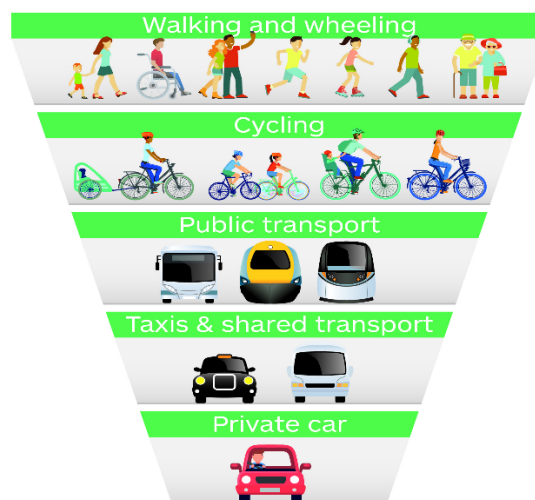 Walking and wheeling
Cycling
Public transport
Taxis & shared transport
Private car